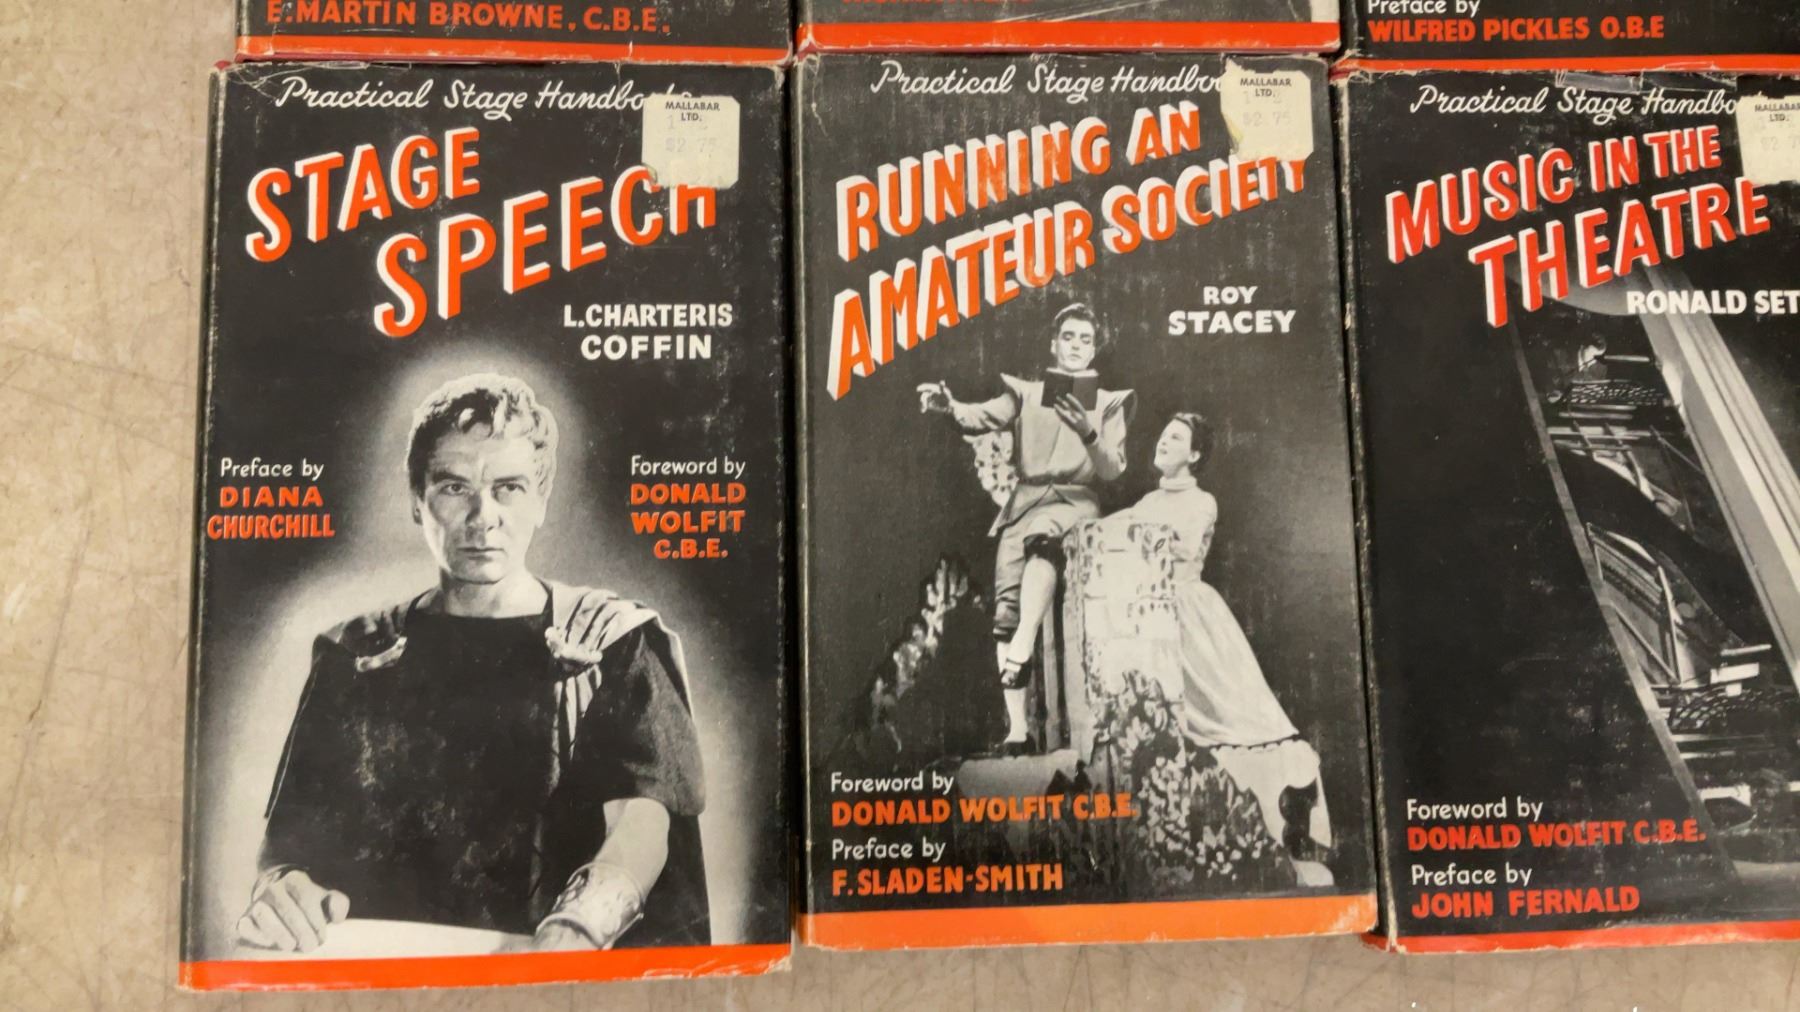 E. MARTIN BROWNE, C.B.E.
Preface by
WILFRED PICKLES O.B.E
Practical Stage
MALLABAR
LTD.
$2.75
STAGE
SPEECH
L. CHARTERIS
COFFIN
Preface by
DIANA
CHURCHILL
Foreword by
DONALD
WOLFIT
C.B.E.
Practical Stage
MALLABAR
LTD.
$2.75
RUNNING AN
AMATEUR SOCIETY
ROY
STACEY
Foreword by
DONALD WOLFIT C.B.E.
Preface by
F. SLADEN-SMITH
Practical Stage
MALLABAR
LTD.
MUSIC IN THE
THEATRE
RONALD SET
Foreword by
DONALD WOLFIT C.B.E.
Preface by
JOHN FERNALD